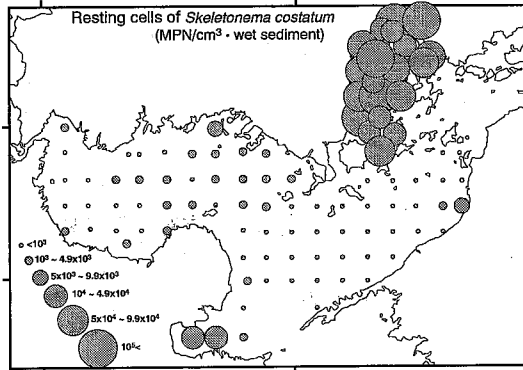 Resting cells of Skeletonema costatum
(MPN/cm³ · wet sediment)
<10³
10³ ~ 4.9x10³
5x10³ ~ 9.9x10³
10⁴ ~ 4.9x10⁴
5x10⁴ ~ 9.9x10⁴
10⁵<